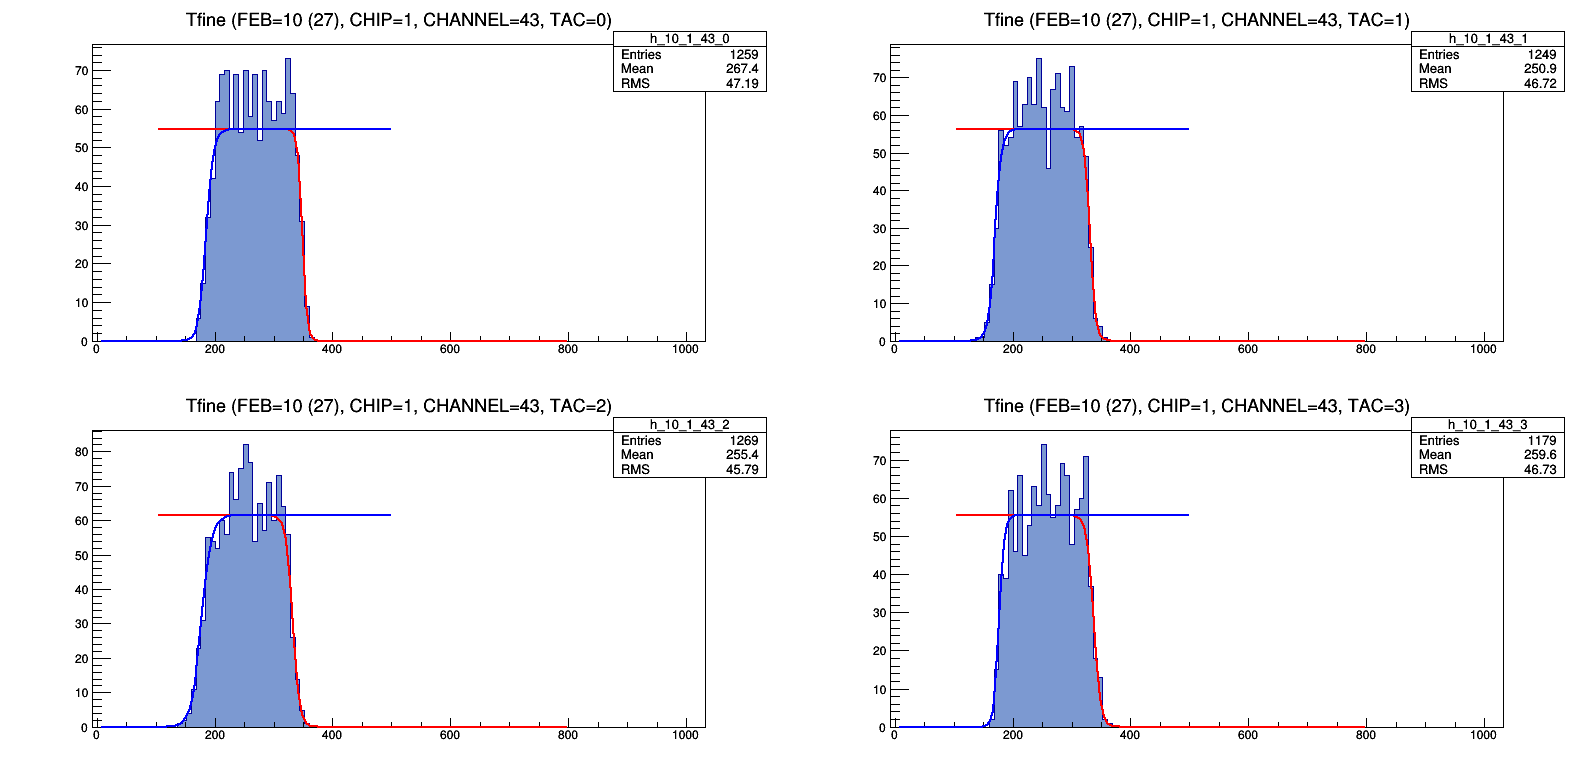 Tfine (FEB=10 (27), CHIP=1, CHANNEL=43, TAC=0)
h_10_1_43_0
Entries 1259
Mean 267.4
RMS 47.19
70
60
50
40
30
20
10
0
0 200 400 600 800 1000
Tfine (FEB=10 (27), CHIP=1, CHANNEL=43, TAC=1)
h_10_1_43_1
Entries 1249
Mean 250.9
RMS 46.72
70
60
50
40
30
20
10
0
0 200 400 600 800 1000
Tfine (FEB=10 (27), CHIP=1, CHANNEL=43, TAC=2)
h_10_1_43_2
Entries 1269
Mean 255.4
RMS 45.79
80
70
60
50
40
30
20
10
0
0 200 400 600 800 1000
Tfine (FEB=10 (27), CHIP=1, CHANNEL=43, TAC=3)
h_10_1_43_3
Entries 1179
Mean 259.6
RMS 46.73
70
60
50
40
30
20
10
0
0 200 400 600 800 1000